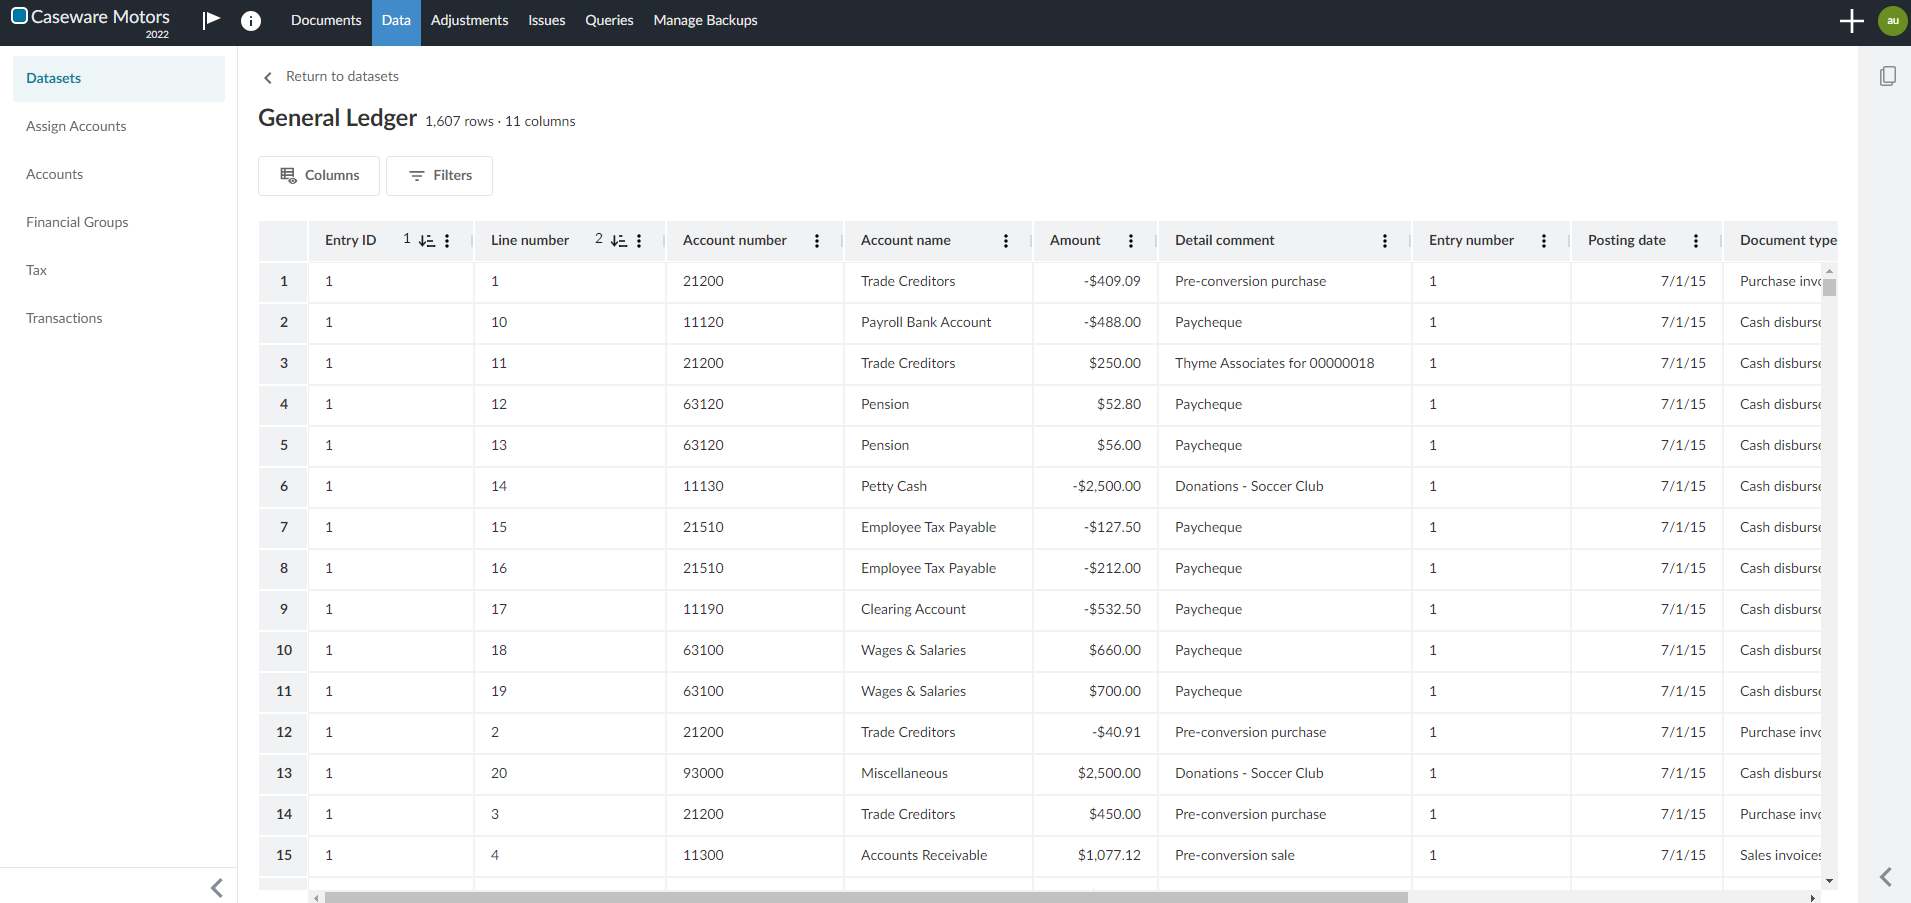 Caseware Motors
2022
Documents Data Adjustments Issues Queries Manage Backups
au
Datasets
Assign Accounts
Accounts
Financial Groups
Tax
Transactions
Return to datasets
General Ledger 1,607 rows · 11 columns
Columns Filters
Entry ID 1 Line number 2 Account number Account name Amount Detail comment Entry number Posting date Document type
1 1 1 21200 Trade Creditors -$409.09 Pre-conversion purchase 1 7/1/15 Purchase invo
2 1 10 11120 Payroll Bank Account -$488.00 Paycheque 1 7/1/15 Cash disburse
3 1 11 21200 Trade Creditors $250.00 Thyme Associates for 00000018 1 7/1/15 Cash disburse
4 1 12 63120 Pension $52.80 Paycheque 1 7/1/15 Cash disburse
5 1 13 63120 Pension $56.00 Paycheque 1 7/1/15 Cash disburse
6 1 14 11130 Petty Cash -$2,500.00 Donations - Soccer Club 1 7/1/15 Cash disburse
7 1 15 21510 Employee Tax Payable -$127.50 Paycheque 1 7/1/15 Cash disburse
8 1 16 21510 Employee Tax Payable -$212.00 Paycheque 1 7/1/15 Cash disburse
9 1 17 11190 Clearing Account -$532.50 Paycheque 1 7/1/15 Cash disburse
10 1 18 63100 Wages & Salaries $660.00 Paycheque 1 7/1/15 Cash disburse
11 1 19 63100 Wages & Salaries $700.00 Paycheque 1 7/1/15 Cash disburse
12 1 2 21200 Trade Creditors -$40.91 Pre-conversion purchase 1 7/1/15 Purchase invo
13 1 20 93000 Miscellaneous $2,500.00 Donations - Soccer Club 1 7/1/15 Cash disburse
14 1 3 21200 Trade Creditors $450.00 Pre-conversion purchase 1 7/1/15 Purchase invo
15 1 4 11300 Accounts Receivable $1,077.12 Pre-conversion sale 1 7/1/15 Sales invoices